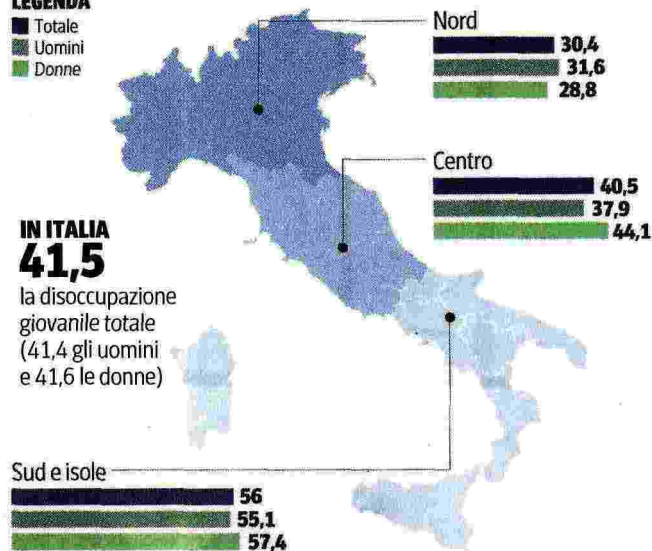 LEGENDA
Totale
Uomini
Donne
Nord
30,4
31,6
28,8
Centro
40,5
37,9
44,1
IN ITALIA
41,5
la disoccupazione
giovanile totale
(41,4 gli uomini
e 41,6 le donne)
Sud e isole
56
55,1
57,4